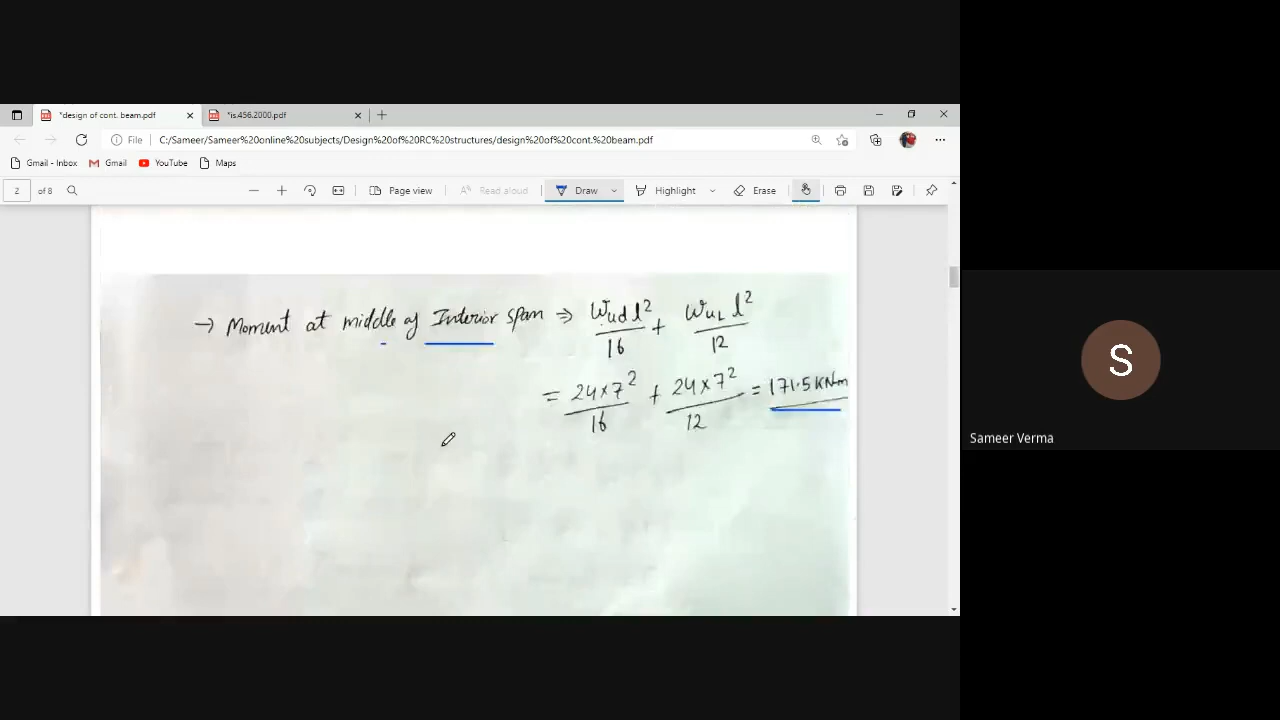 *design of cont. beam.pdf
*is.456.2000.pdf
File
C:/Sameer/Sameer%20online%20subjects/Design%20of%20RC%20structures/design%20of%20cont.%20beam.pdf
Gmail - Inbox
Gmail
YouTube
Maps
2 of 8
Page view
Read aloud
Draw
Highlight
Erase
→ Moment at middle of Interior span ⇒ Wud l²/16 + WuL l²/12
= 24×7²/16 + 24×7²/12 = 171.5 KNm
S
Sameer Verma